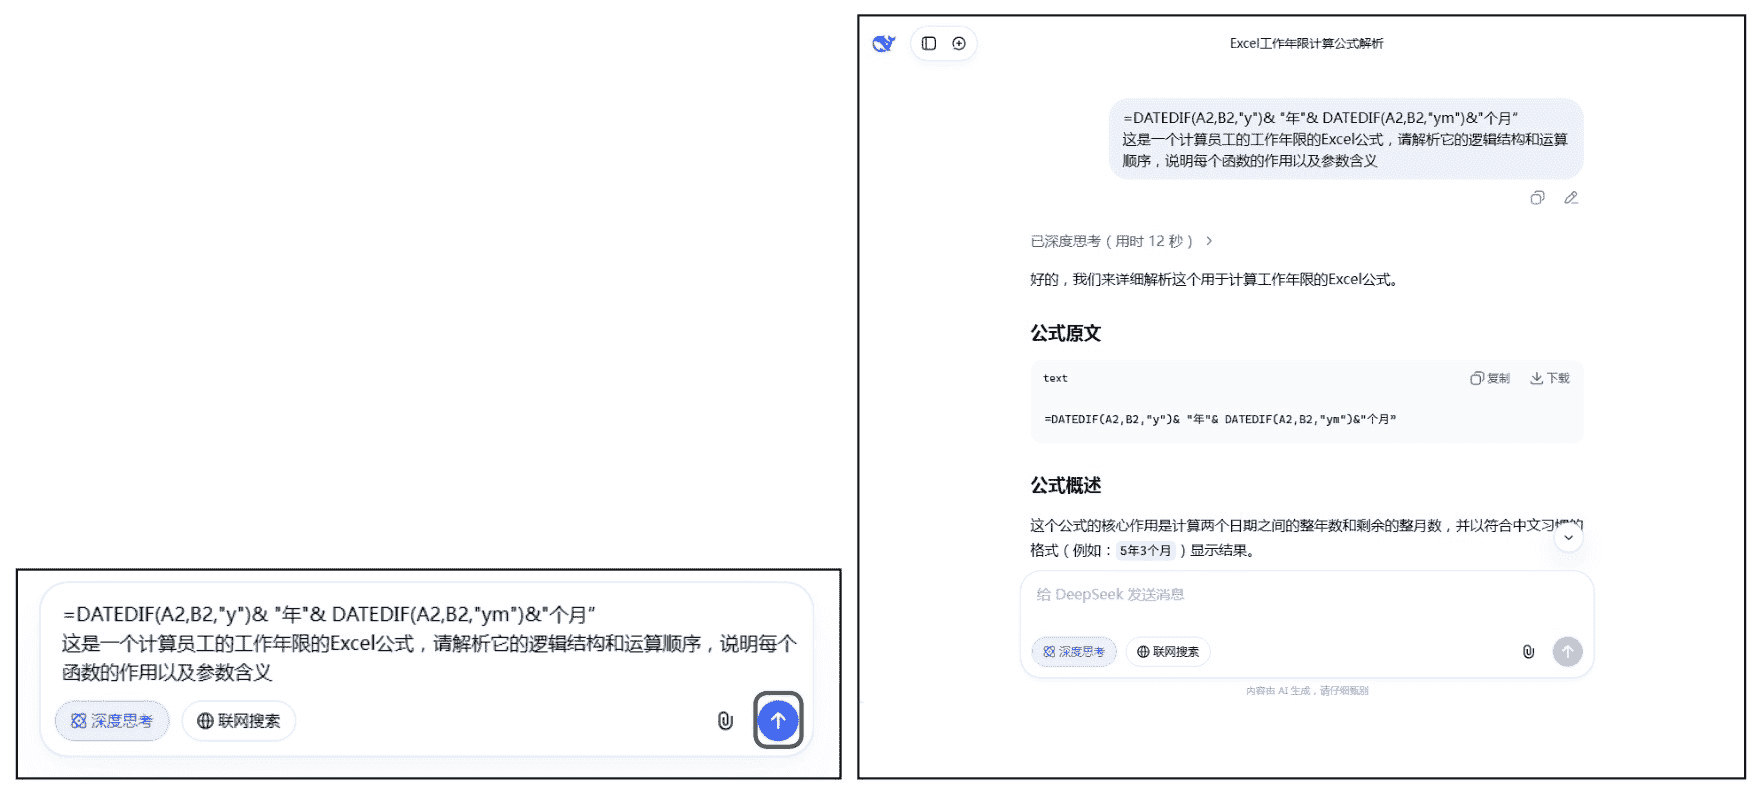 =DATEDIF(A2,B2,"y")& "年"& DATEDIF(A2,B2,"ym")&"个月“
这是一个计算员工的工作年限的Excel公式，请解析它的逻辑结构和运算顺序，说明每个
函数的作用以及参数含义
深度思考
联网搜索
Excel工作年限计算公式解析
=DATEDIF(A2,B2,"y")& "年"& DATEDIF(A2,B2,"ym")&"个月“
这是一个计算员工的工作年限的Excel公式，请解析它的逻辑结构和运算
顺序，说明每个函数的作用以及参数含义
已深度思考（用时 12 秒）
好的，我们来详细解析这个用于计算工作年限的Excel公式。
公式原文
text
复制
下载
=DATEDIF(A2,B2,"y")& "年"& DATEDIF(A2,B2,"ym")&"个月“
公式概述
这个公式的核心作用是计算两个日期之间的整年数和剩余的整月数，并以符合中文习惯的
格式（例如：5年3个月）显示结果。
给 DeepSeek 发送消息
深度思考
联网搜索
内容由 AI 生成，请仔细甄别